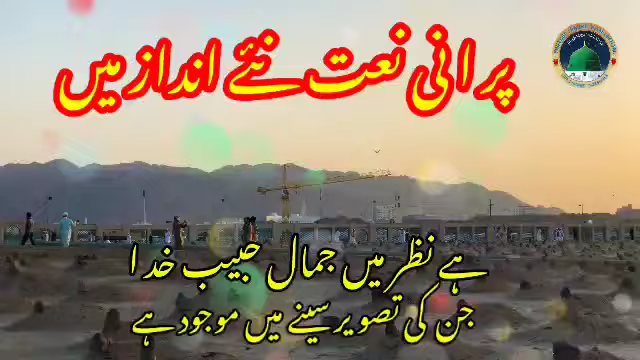 پرانی نعت نئے انداز میں
ہے نظر میں جمال حبیب خدا
جن کی تصویر سینے میں موجود ہے